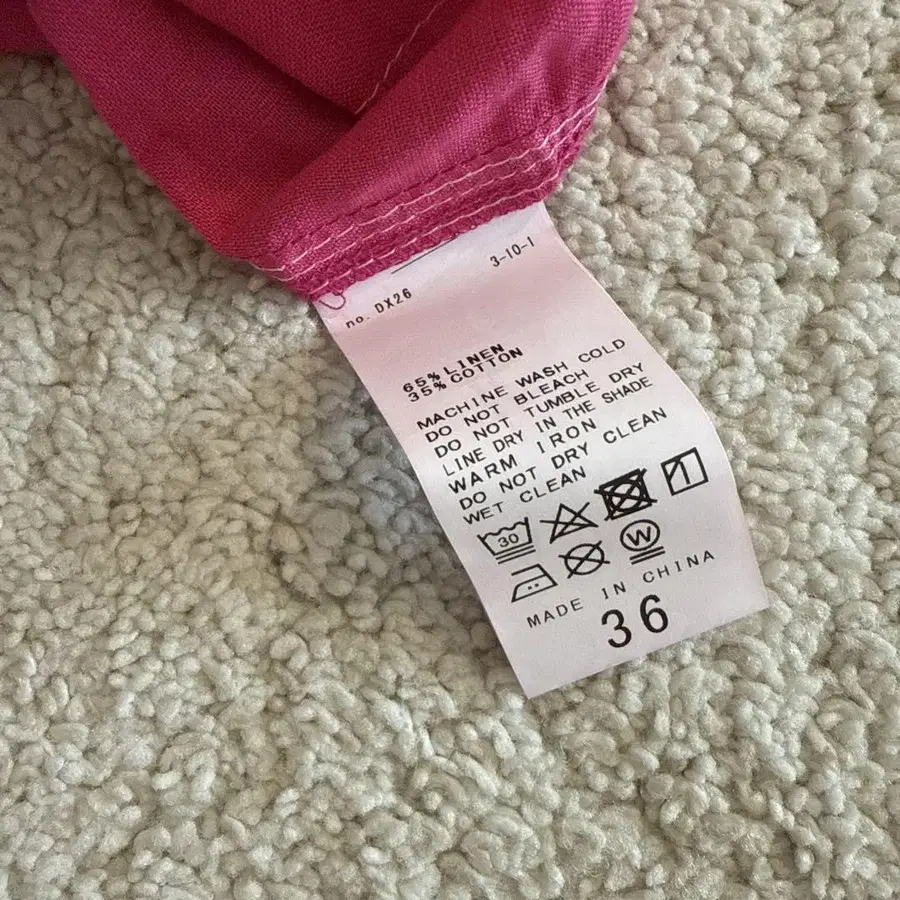 no. DX26 3-10-1
65% LINEN
35% COTTON
MACHINE WASH COLD
DO NOT BLEACH
DO NOT TUMBLE DRY
LINE DRY IN THE SHADE
WARM IRON
DO NOT DRY CLEAN
WET CLEAN
30
W
MADE IN CHINA
36